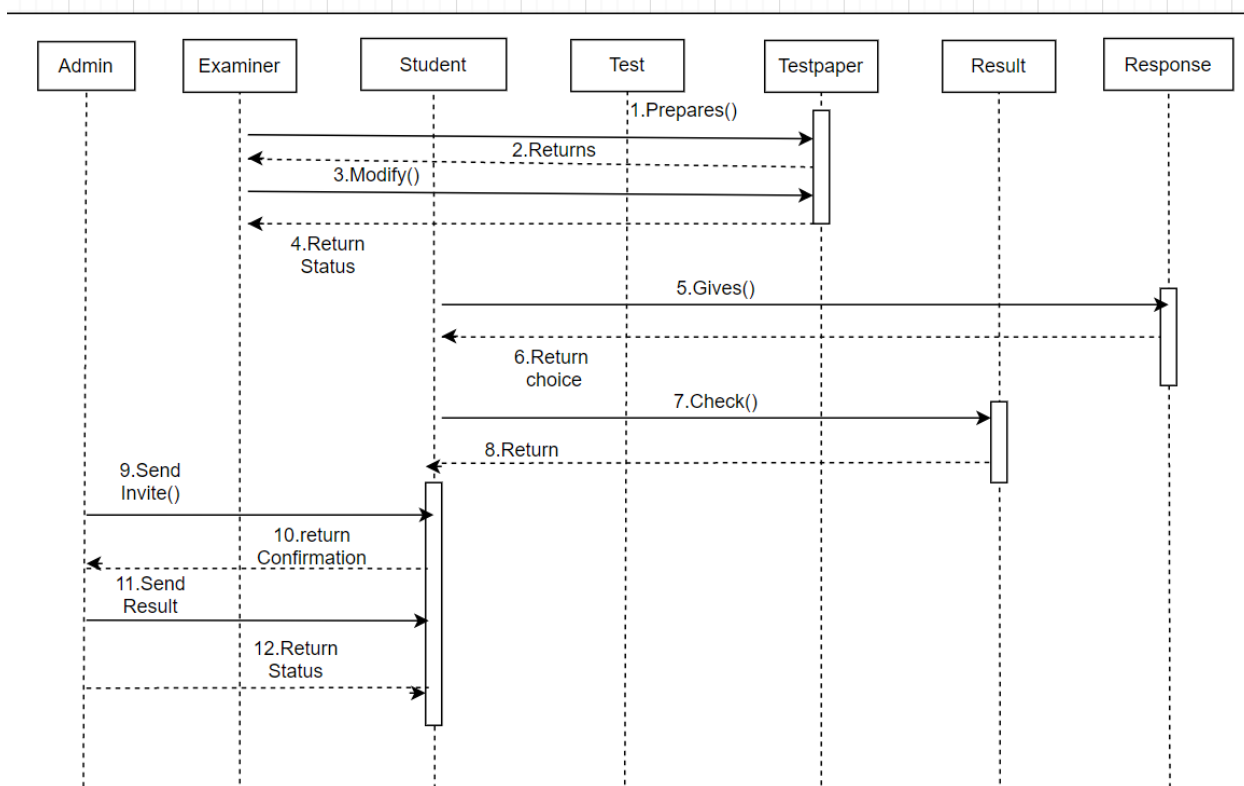 Admin
Examiner
Student
Test
Testpaper
Result
Response
1.Prepares()
2.Returns
3.Modify()
4.Return
Status
5.Gives()
6.Return
choice
7.Check()
8.Return
9.Send
Invite()
10.return
Confirmation
11.Send
Result
12.Return
Status